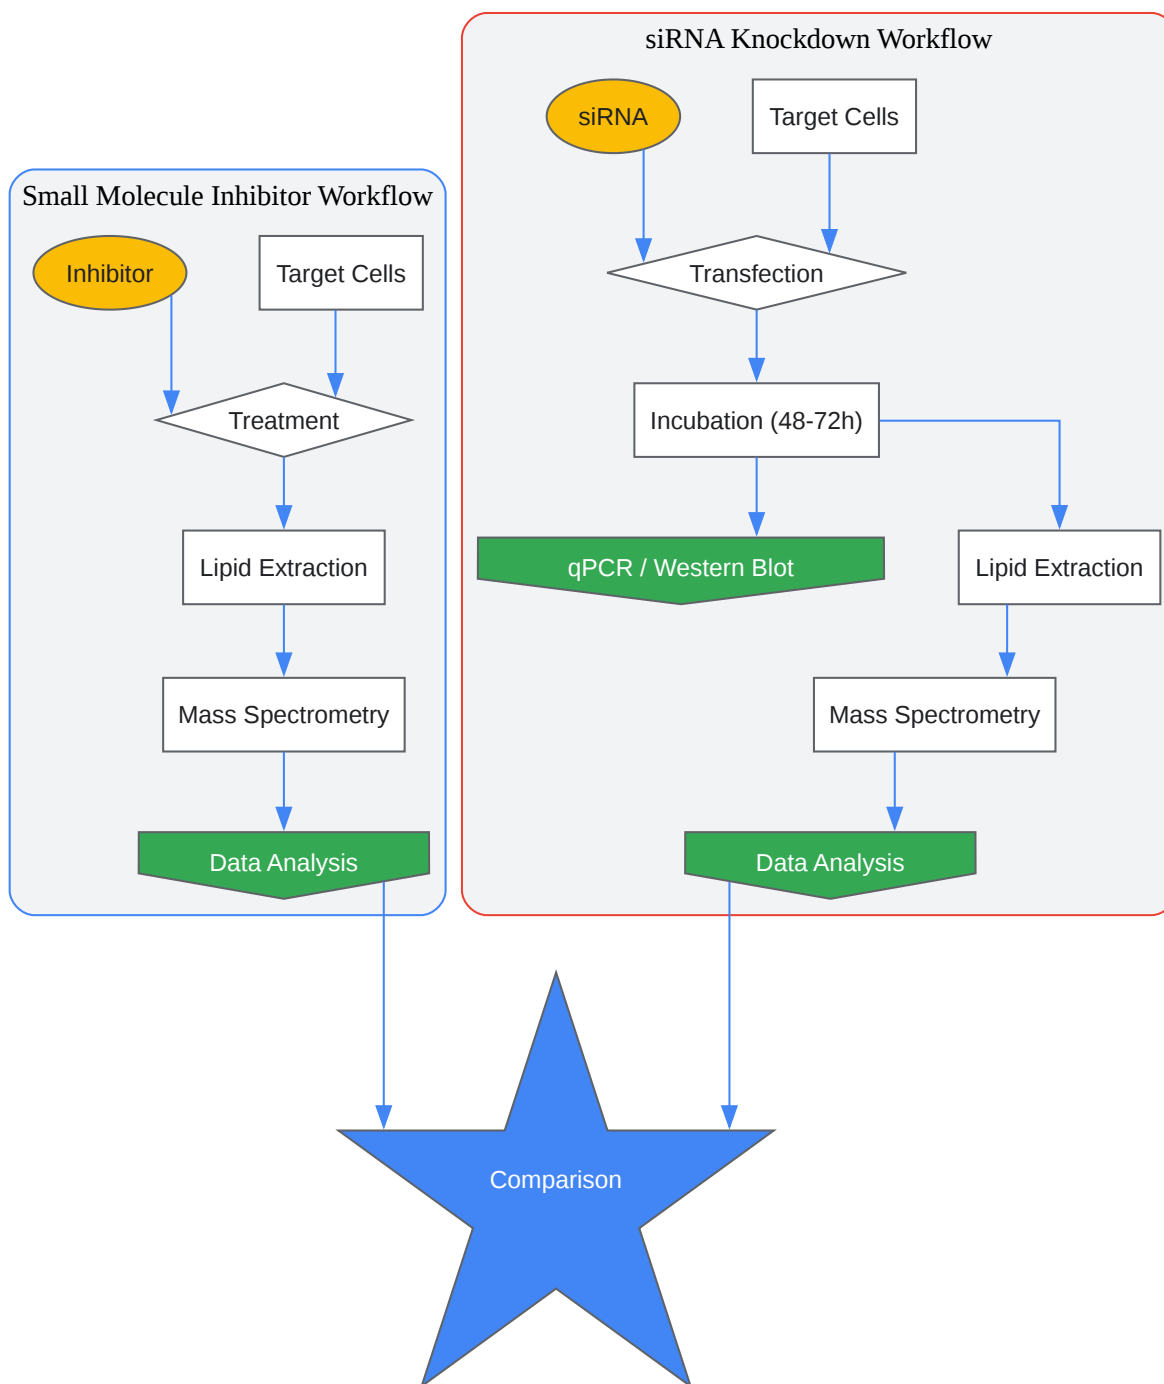 Small Molecule Inhibitor Workflow
Inhibitor
Target Cells
Treatment
Lipid Extraction
Mass Spectrometry
Data Analysis
siRNA Knockdown Workflow
siRNA
Target Cells
Transfection
Incubation (48-72h)
qPCR / Western Blot
Lipid Extraction
Mass Spectrometry
Data Analysis
Comparison